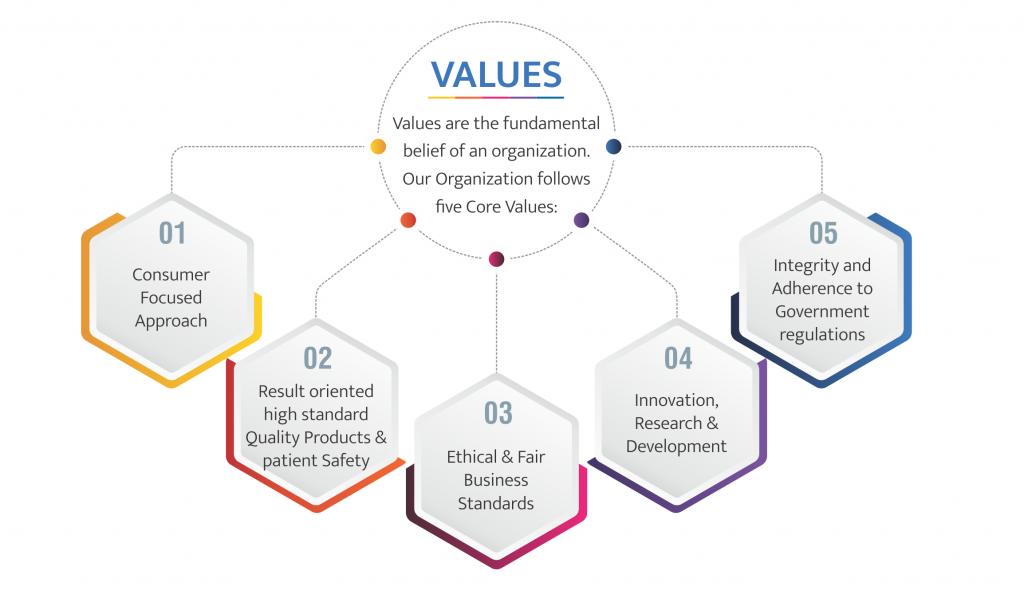 VALUES
Values are the fundamental
belief of an organization.
Our Organization follows
five Core Values:
01
Consumer
Focused
Approach
02
Result oriented
high standard
Quality Products &
patient Safety
03
Ethical & Fair
Business
Standards
04
Innovation,
Research &
Development
05
Integrity and
Adherence to
Government
regulations